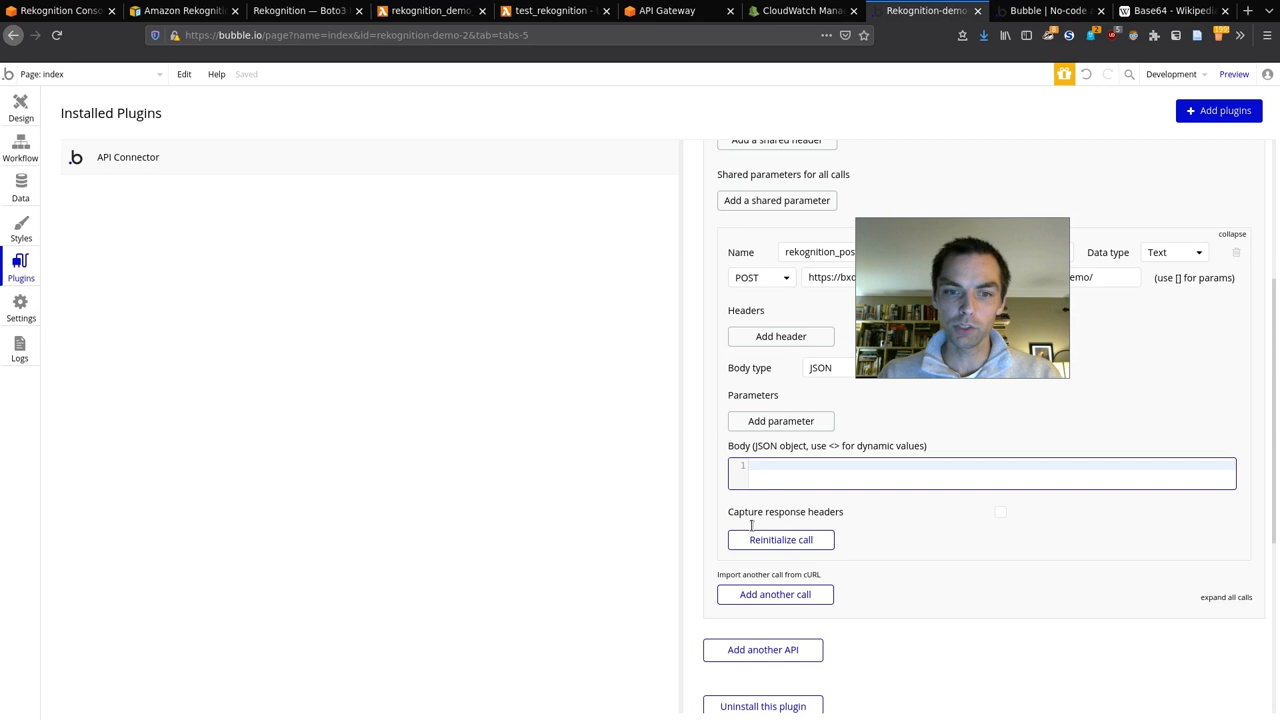 Rekognition Cons
Amazon Rekogniti
Rekognition — Boto3
rekognition_demo_
test_rekognition -
API Gateway
CloudWatch Mana
Rekognition-demo
Bubble | No-code
Base64 - Wikipedia
https://bubble.io/page?name=index&id=rekognition-demo-2&tab=tabs-5
199
Page: index
Edit
Help
Saved
Development
Preview
Design
Workflow
Data
Styles
Plugins
Settings
Logs
Installed Plugins
Add plugins
API Connector
Add a shared header
Shared parameters for all calls
Add a shared parameter
collapse
Name
rekognition_pos
Data type
Text
POST
https://bxo
emo/
(use [] for params)
Headers
Add header
Body type
JSON
Parameters
Add parameter
Body (JSON object, use <> for dynamic values)
1
Capture response headers
Reinitialize call
Import another call from cURL
Add another call
expand all calls
Add another API
Uninstall this plugin